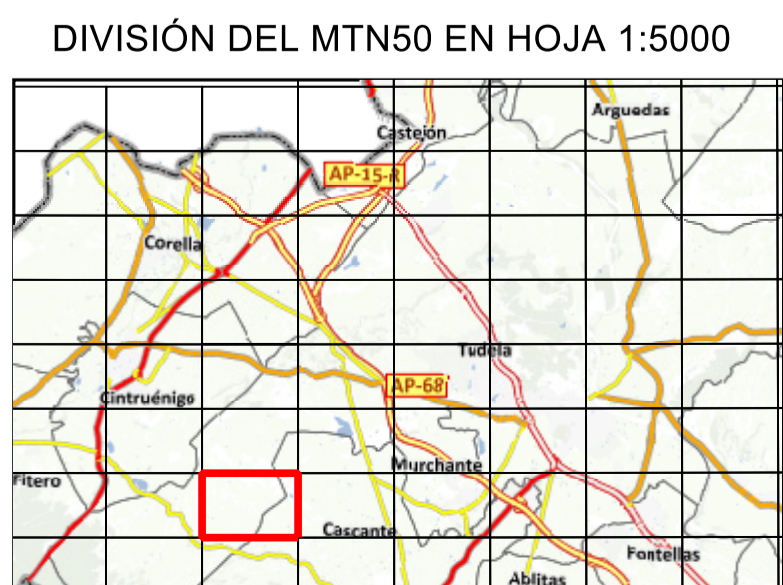 DIVISIÓN DEL MTN50 EN HOJA 1:5000
Arguedas
Castejón
AP-15-R
Corella
Tudela
AP-68
Cintruénigo
Murchante
Fitero
Cascante
Fontellas
Ablitas